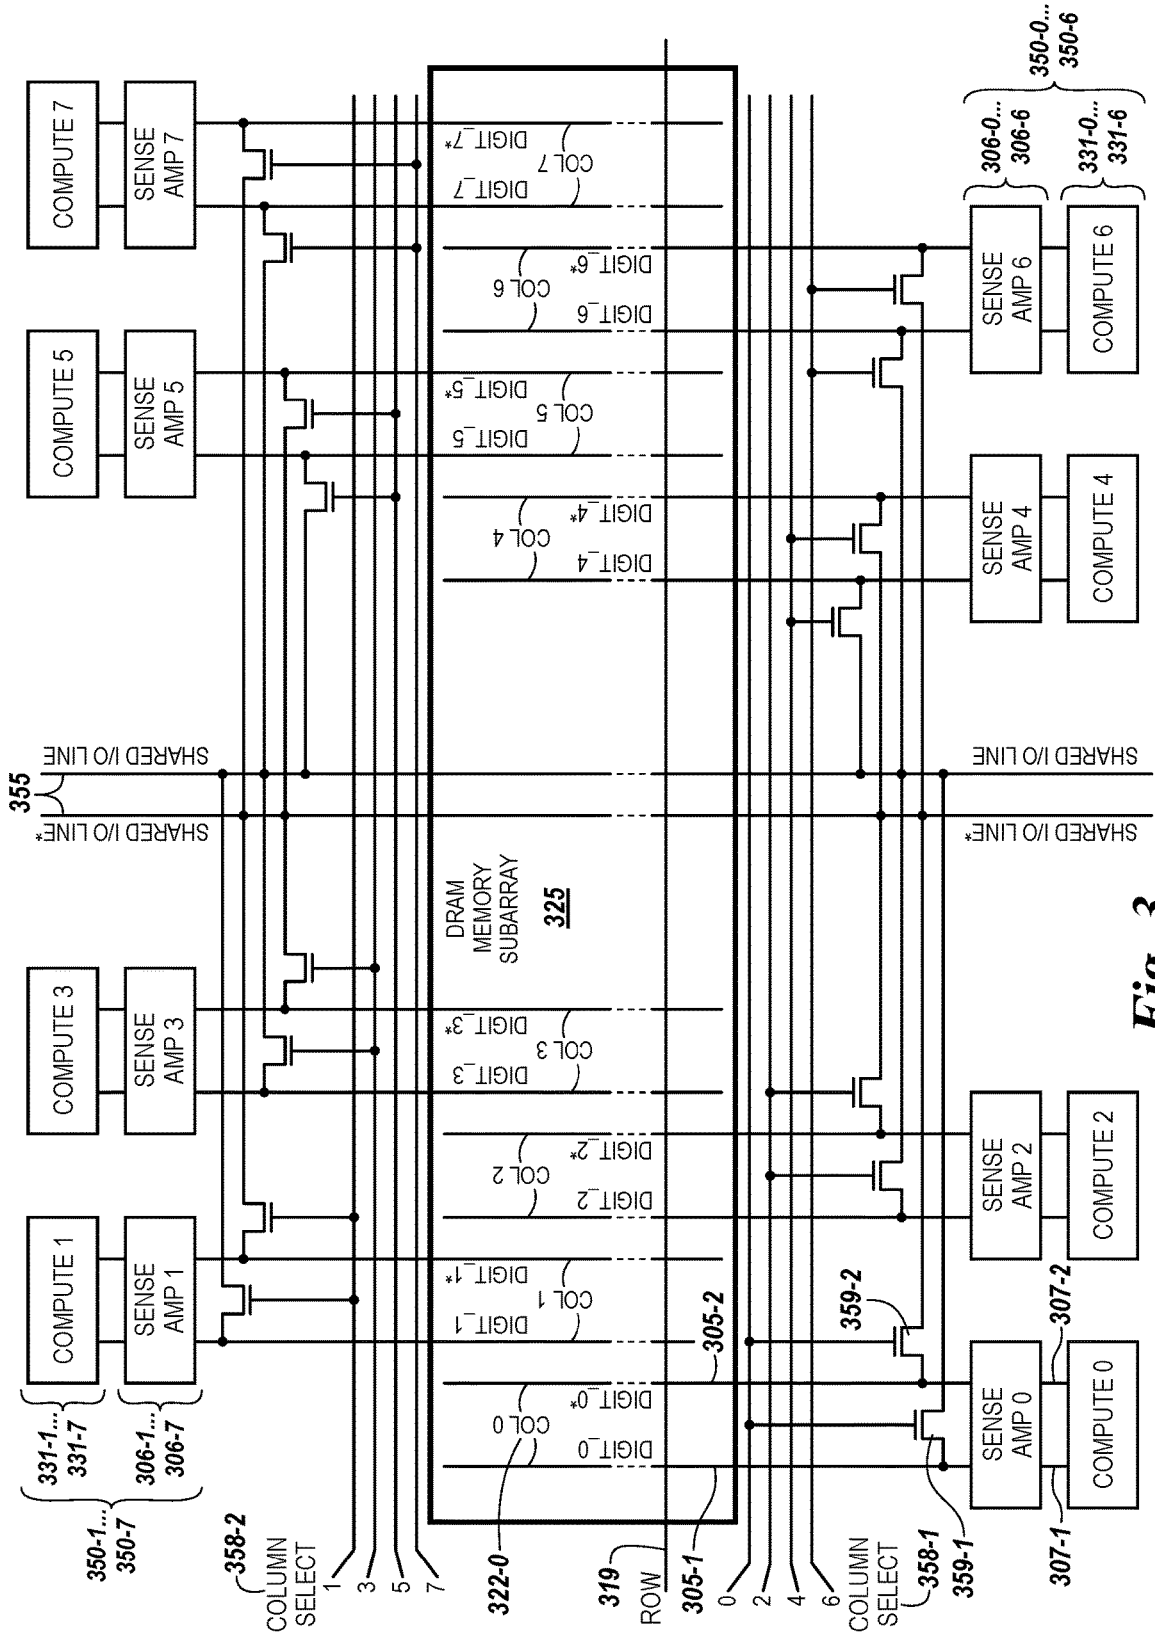 COMPUTE 1
COMPUTE 3
COMPUTE 5
COMPUTE 7
SENSE
AMP 1
SENSE
AMP 3
SENSE
AMP 5
SENSE
AMP 7
331-1...
331-7
306-1...
306-7
350-1...
350-7
355
SHARED I/O LINE*
SHARED I/O LINE
358-2
COLUMN
SELECT
1
3
5
7
DIGIT_0
DIGIT_0*
COL 0
DIGIT_1
DIGIT_1*
COL 1
DIGIT_2
DIGIT_2*
COL 2
DIGIT_3
DIGIT_3*
COL 3
DRAM
MEMORY
SUBARRAY
325
DIGIT_4
DIGIT_4*
COL 4
DIGIT_5
DIGIT_5*
COL 5
DIGIT_6
DIGIT_6*
COL 6
DIGIT_7
DIGIT_7*
COL 7
322-0
319
ROW
305-1
305-2
0
2
4
6
COLUMN
SELECT
358-1
359-1
359-2
SHARED I/O LINE*
SHARED I/O LINE
SENSE
AMP 0
SENSE
AMP 2
SENSE
AMP 4
SENSE
AMP 6
307-1
307-2
COMPUTE 0
COMPUTE 2
COMPUTE 4
COMPUTE 6
306-0...
306-6
331-0...
331-6
350-0...
350-6
Fig. 3